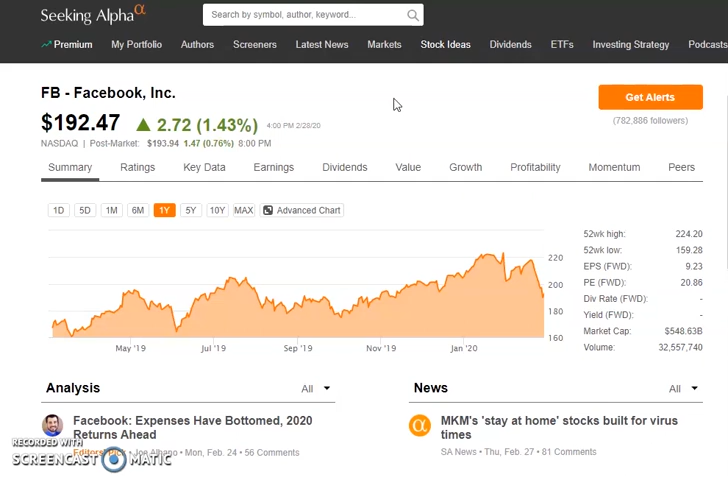 Seeking Alpha α
Search by symbol, author, keyword...
Premium My Portfolio Authors Screeners Latest News Markets Stock Ideas Dividends ETFs Investing Strategy Podcasts
FB - Facebook, Inc.
Get Alerts
$192.47 2.72 (1.43%) 4:00 PM 2/28/20
(782,886 followers)
NASDAQ | Post-Market: $193.94 1.47 (0.76%) 8:00 PM
Summary Ratings Key Data Earnings Dividends Value Growth Profitability Momentum Peers
1D 5D 1M 6M 1Y 5Y 10Y MAX Advanced Chart
52wk high: 224.20
52wk low: 159.28
EPS (FWD): 9.23
PE (FWD): 20.86
Div Rate (FWD): -
Yield (FWD): -
Market Cap: $548.63B
Volume: 32,557,740
220
200
180
160
May '19 Jul '19 Sep '19 Nov '19 Jan '20
Analysis All
News All
Facebook: Expenses Have Bottomed, 2020
Returns Ahead
Editors' Pick • Joe Albano • Mon, Feb. 24 • 56 Comments
α
MKM's 'stay at home' stocks built for virus
times
SA News • Thu, Feb. 27 • 81 Comments
RECORDED WITH
SCREENCAST MATIC